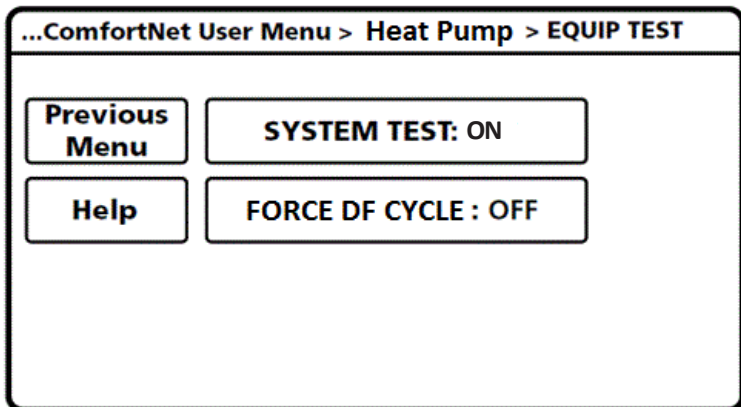 ...ComfortNet User Menu > Heat Pump > EQUIP TEST
Previous
Menu
SYSTEM TEST: ON
Help
FORCE DF CYCLE : OFF